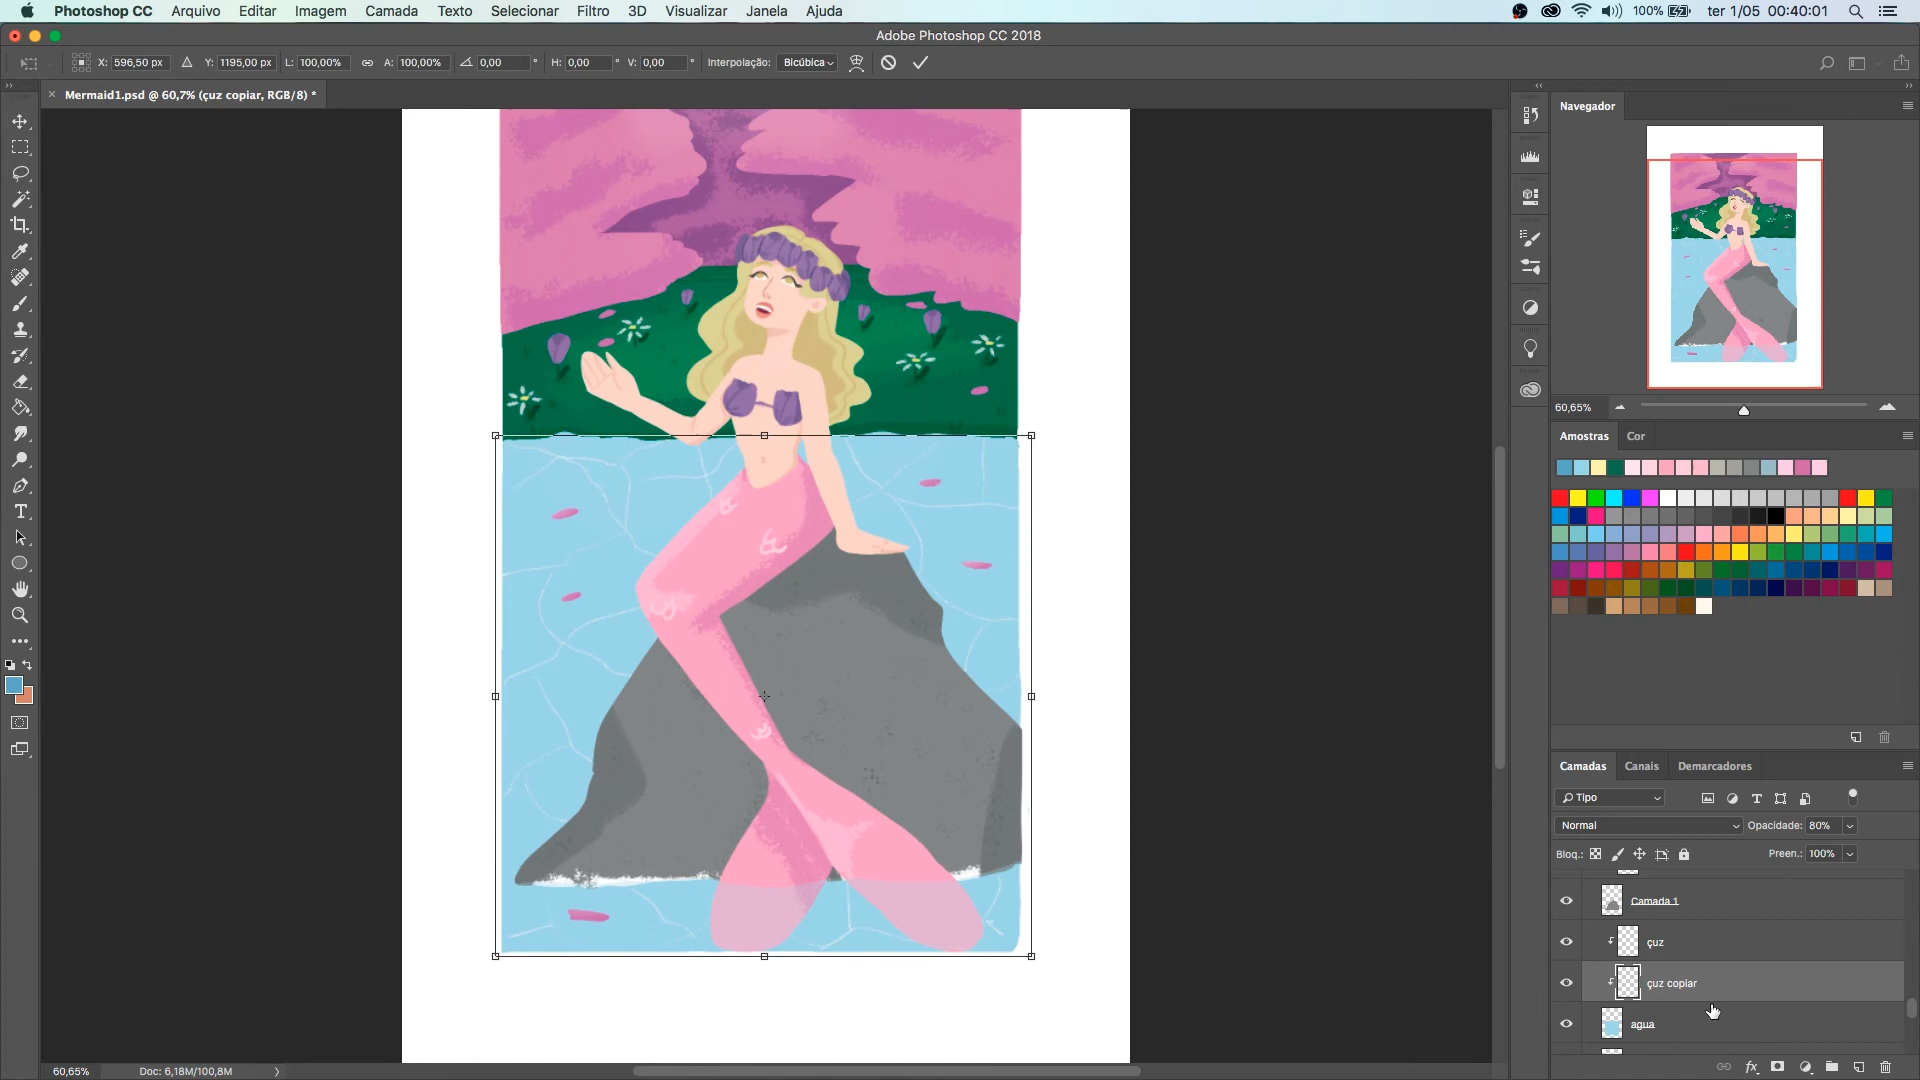 Photoshop CC Arquivo Editar Imagem Camada Texto Selecionar Filtro 3D Visualizar Janela Ajuda 100% ter 1/05 00:40:01
Adobe Photoshop CC 2018
X: 596,50 px Y: 1195,00 px L: 100,00% A: 100,00% 0,00 ° H: 0,00 ° V: 0,00 ° Interpolação: Bicúbica
Mermaid1.psd @ 60,7% (çuz copiar, RGB/8) *
Navegador
60,65%
Amostras Cor
Camadas Canais Demarcadores
Tipo
Normal Opacidade: 80%
Bloq.: Preen.: 100%
Camada 1
çuz
çuz copiar
agua
60,65% Doc: 6,18M/100,8M